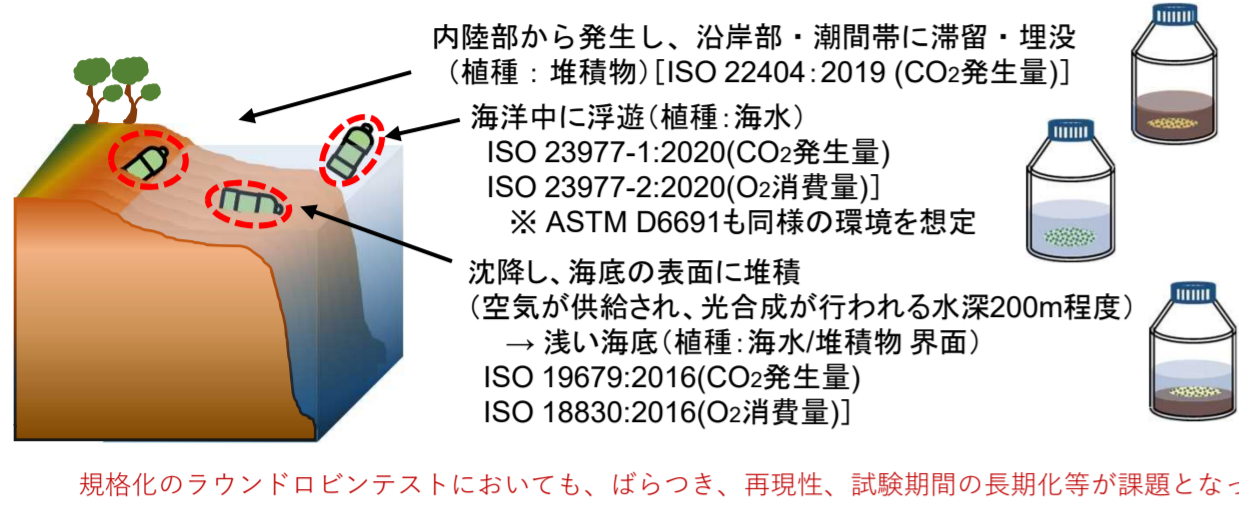 内陸部から発生し、沿岸部・潮間帯に滞留・埋没
（植種：堆積物）［ISO 22404：2019 (CO2発生量)］
海洋中に浮遊（植種：海水）
ISO 23977-1:2020(CO2発生量)
ISO 23977-2:2020(O2消費量)］
※ ASTM D6691も同様の環境を想定
沈降し、海底の表面に堆積
（空気が供給され、光合成が行われる水深200m程度）
→ 浅い海底（植種：海水/堆積物 界面）
ISO 19679:2016(CO2発生量)
ISO 18830:2016(O2消費量)］
規格化のラウンドロビンテストにおいても、ばらつき、再現性、試験期間の長期化等が課題となっ